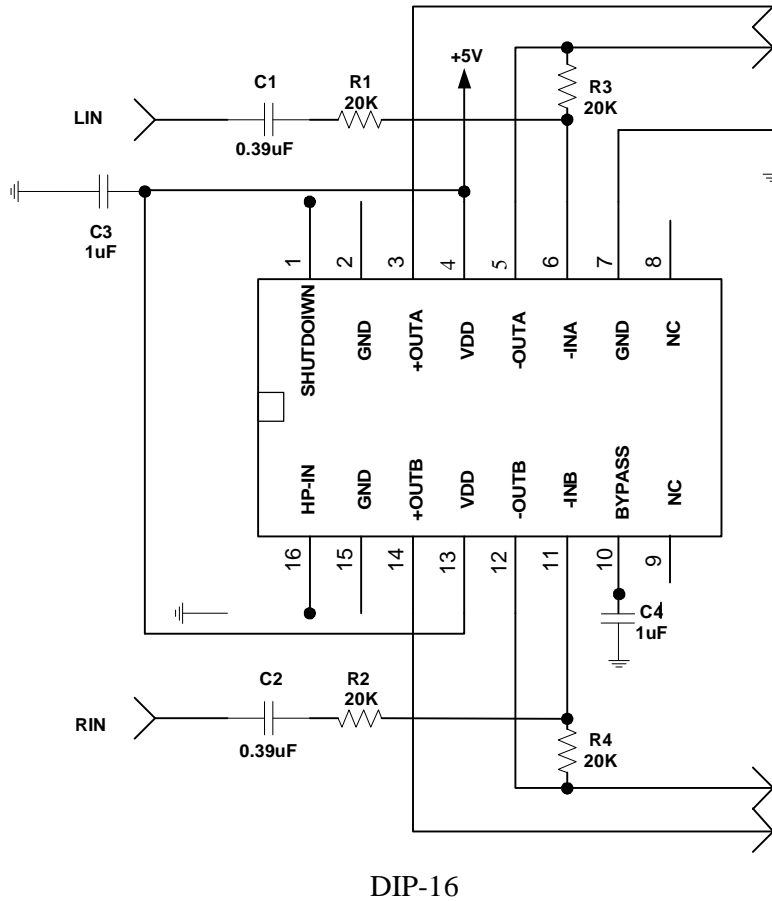 +5V
C1
R1
20K
R3
20K
LIN
0.39uF
C3
1uF
1
2
3
4
5
6
7
8
SHUTDOIWN
GND
+OUTA
VDD
-OUTA
-INA
GND
NC
HP-IN
GND
+OUTB
VDD
-OUTB
-INB
BYPASS
NC
16
15
14
13
12
11
10
9
C4
1uF
C2
R2
20K
RIN
0.39uF
R4
20K
DIP-16